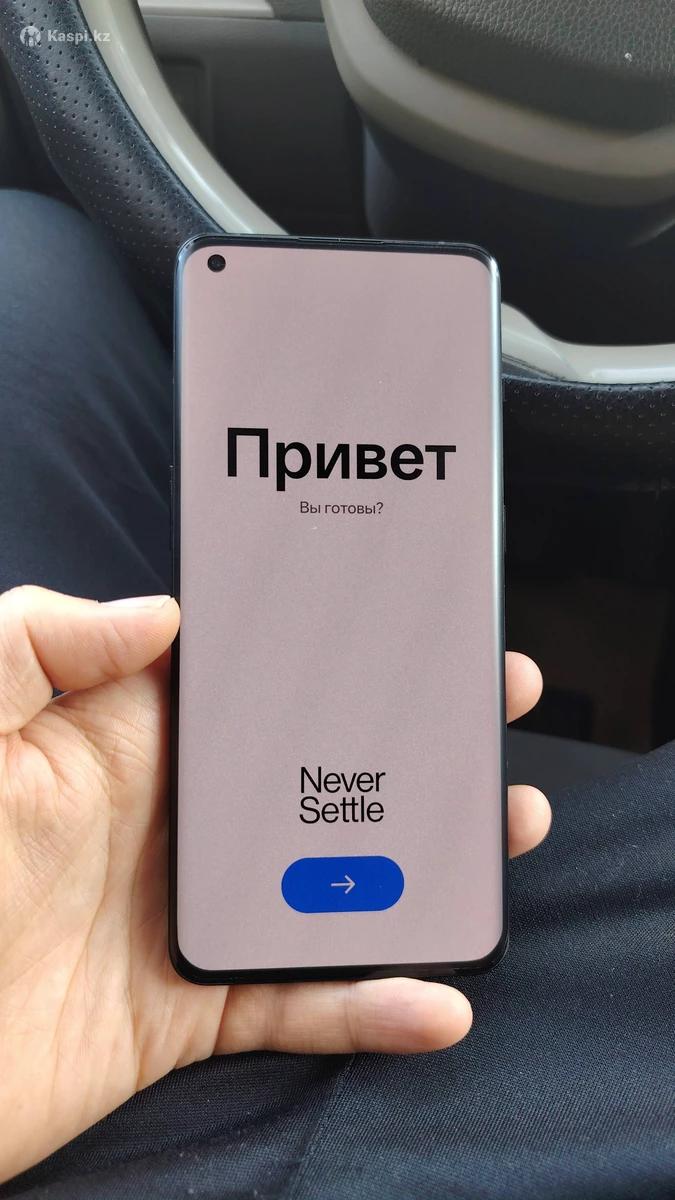 Kaspi.kz
Привет
Вы готовы?
Never
Settle